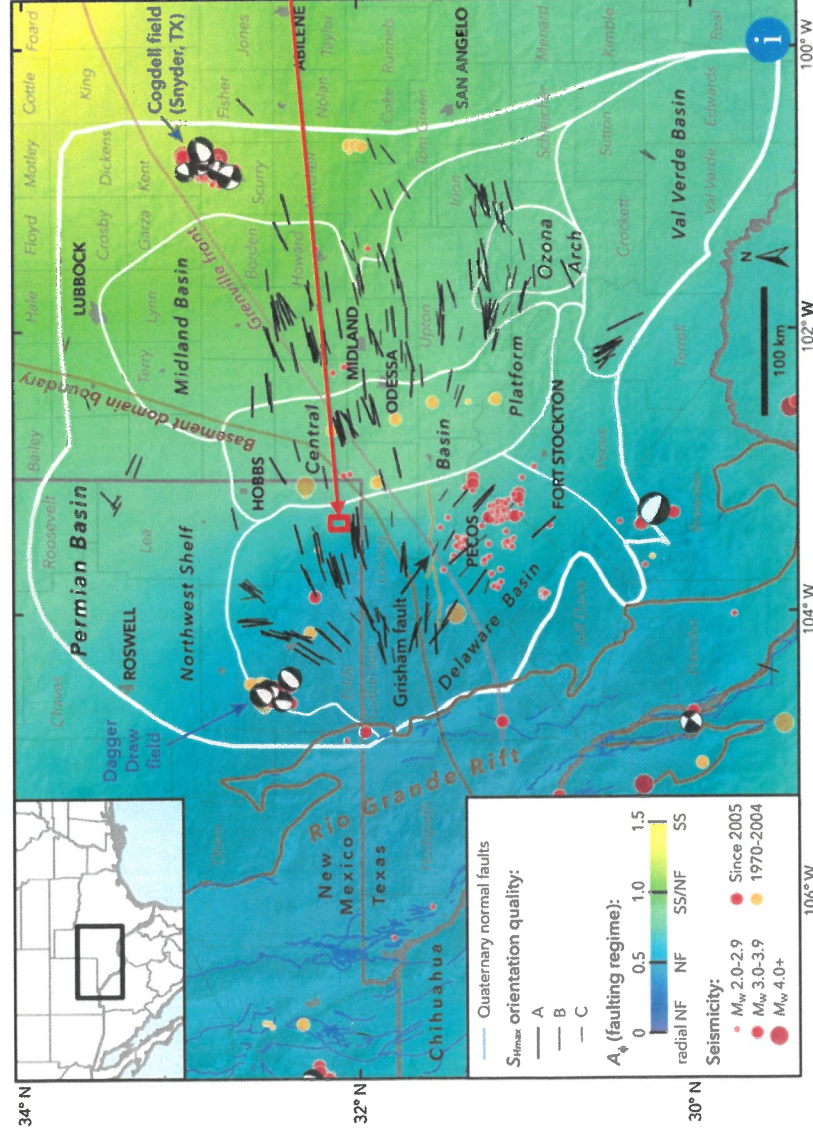 34° N
32° N
30° N
106° W
104° W
102° W
100° W
Permian Basin
Northwest Shelf
Dagger
Draw
field
ROSWELL
Chaves
Roosevelt
Bailey
Hale
Floyd
Motley
Cottle
Foard
Lea
Basement domain boundary
LUBBOCK
Crosby
Dickens
King
Terry
Lynn
Garza
Kent
Midland Basin
Cogdell field
(Snyder, TX)
Grenville front
Borden
Scurry
Fisher
Jones
Otero
HOBBS
Howard
Nolan
Taylor
ABILENE
Rio Grande Rift
New
Mexico
Texas
Eddy
Central
Basin
Platform
MIDLAND
ODESSA
Coke
Runnels
Grisham fault
Delaware Basin
PECOS
Upton
Irion
Tom Green
SAN ANGELO
Chihuahua
FORT STOCKTON
Ozona
Arch
Schleicher
Menard
Pecos
Crockett
Sutton
Kimble
Terrell
Val Verde Basin
Val Verde
Edwards
Real
Quaternary normal faults
SHmax orientation quality:
A
B
C
Aϕ (faulting regime):
0 0.5 1.0 1.5
radial NF NF SS/NF SS
Seismicity:
Mw 2.0-2.9
Mw 3.0-3.9
Mw 4.0+
Since 2005
1970-2004
N
100 km
i